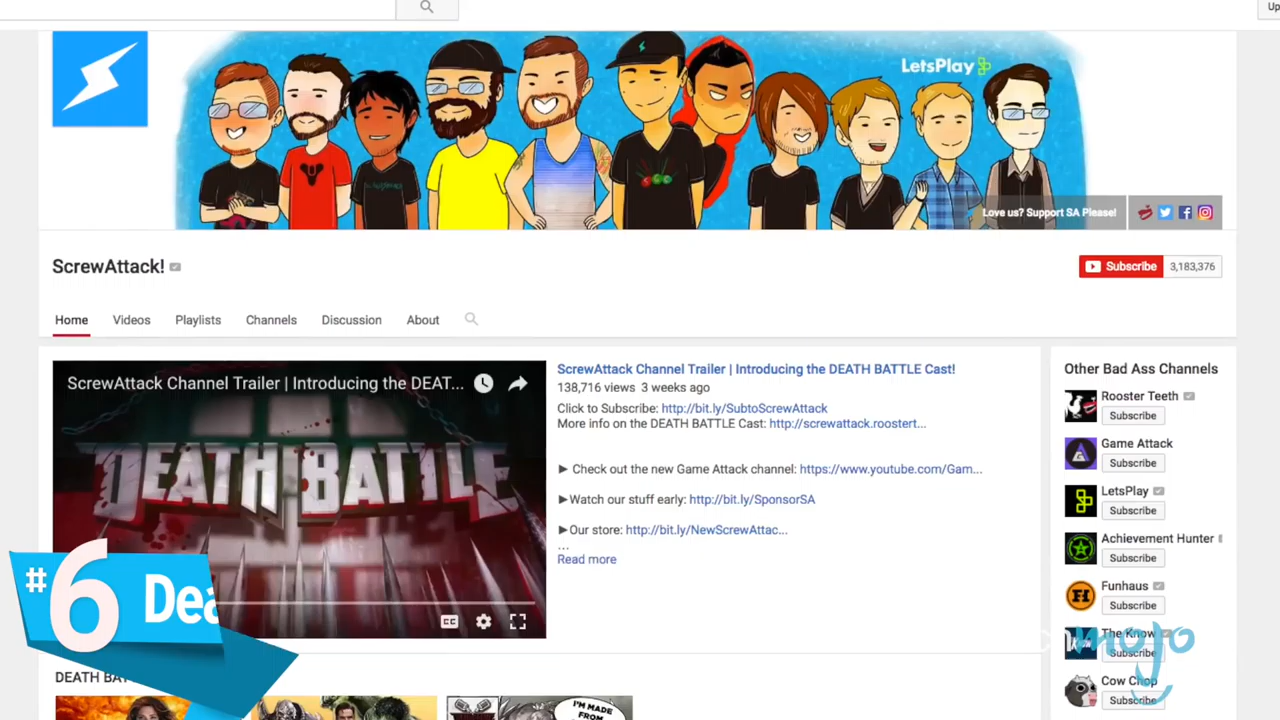 Up
LetsPlay
Love us? Support SA Please!
ScrewAttack!
Subscribe 3,183,376
Home Videos Playlists Channels Discussion About
ScrewAttack Channel Trailer | Introducing the DEAT...
DEATH BATTLE
ScrewAttack Channel Trailer | Introducing the DEATH BATTLE Cast!
138,716 views 3 weeks ago
Click to Subscribe: http://bit.ly/SubtoScrewAttack
More info on the DEATH BATTLE Cast: http://screwattack.roostert...
► Check out the new Game Attack channel: https://www.youtube.com/Gam...
►Watch our stuff early: http://bit.ly/SponsorSA
►Our store: http://bit.ly/NewScrewAttac...
...
Read more
CC
Other Bad Ass Channels
Rooster Teeth
Subscribe
Game Attack
Subscribe
LetsPlay
Subscribe
Achievement Hunter
Subscribe
Funhaus
Subscribe
The Know
Subscribe
Cow Chop
Subscribe
mojo
#6 Dea
DEATH BAT
I'M MADE
FROM